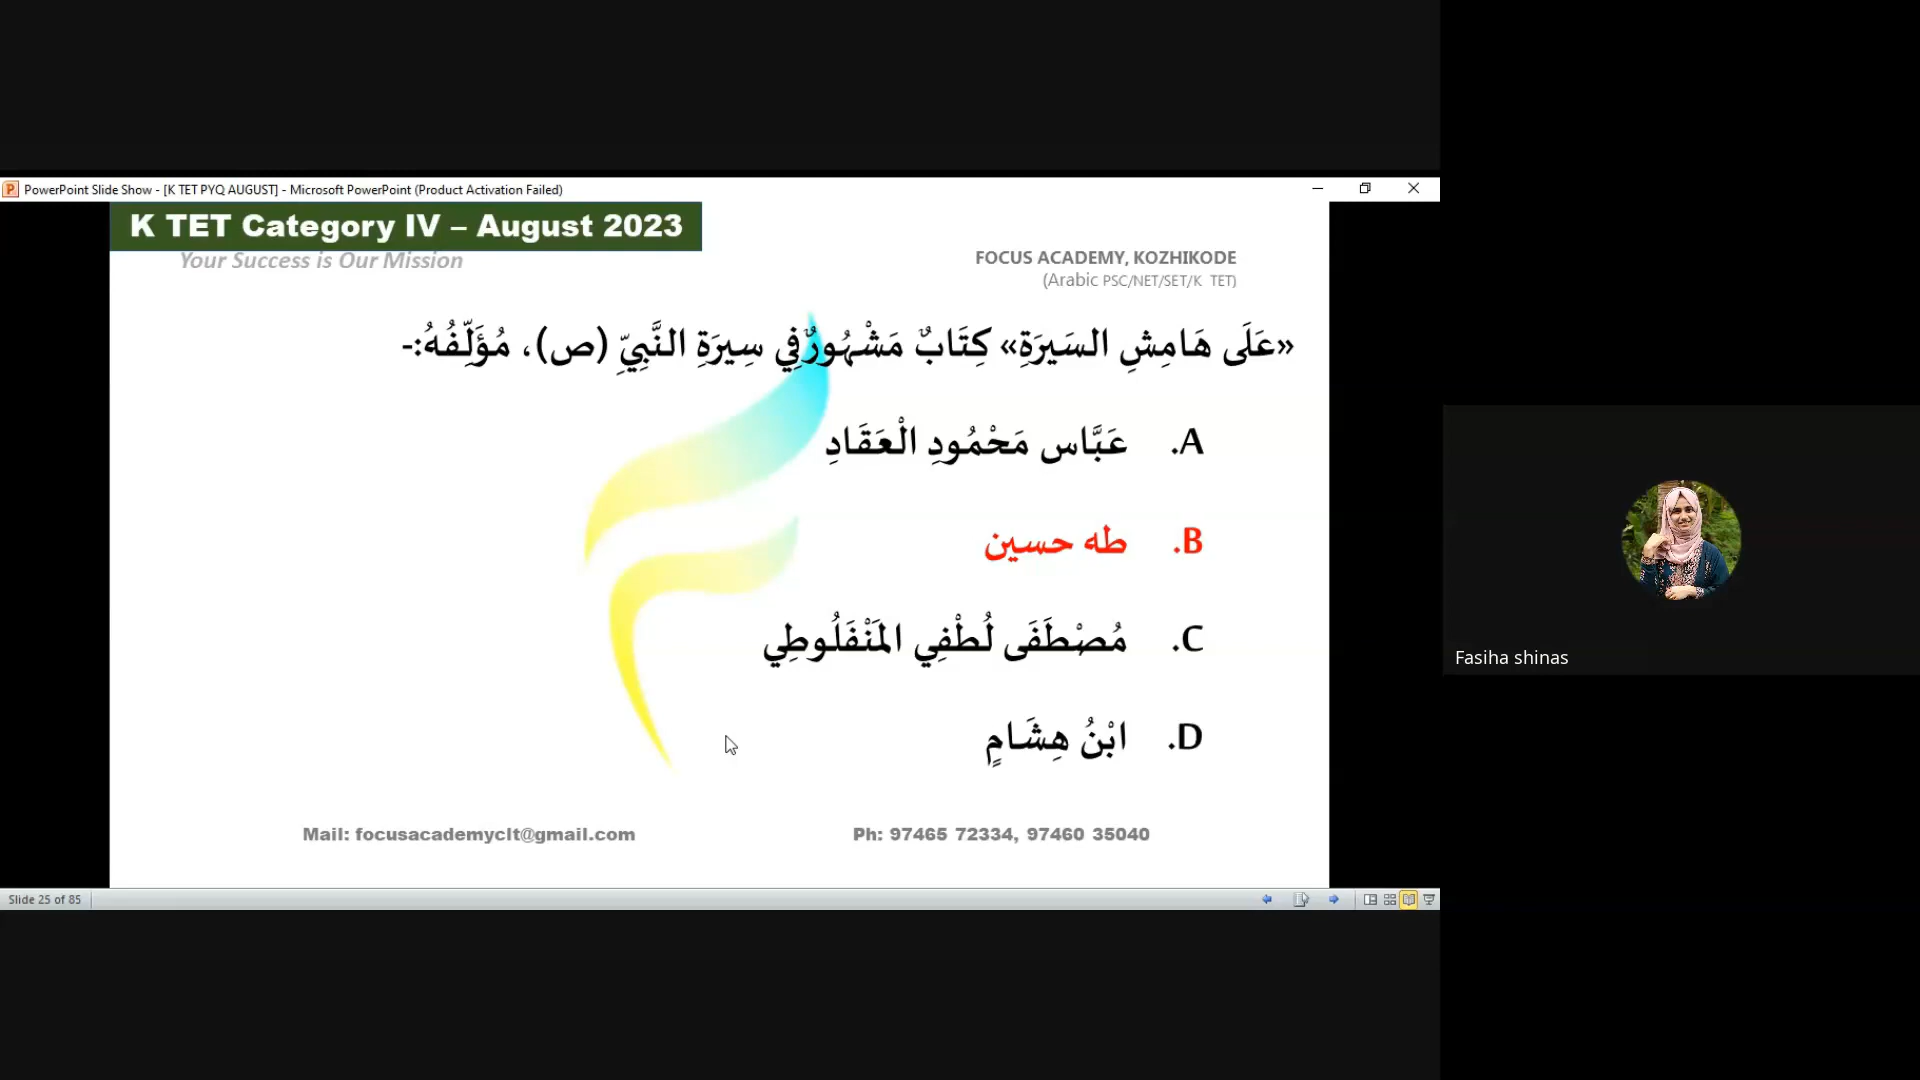 PowerPoint Slide Show - [K TET PYQ AUGUST] - Microsoft PowerPoint (Product Activation Failed)
K TET Category IV – August 2023
Your Success is Our Mission
FOCUS ACADEMY, KOZHIKODE
(Arabic PSC/NET/SET/K TET)
«عَلَى هَامِشِ السَيرَةِ» كِتَابٌ مَشْهُورٌفِي سِيرَةِ النَّبِيِّ (ص)، مُؤَلِّفُهُ:-
A. عَبَّاس مَحْمُودِ الْعَقَادِ
B. طه حسين
C. مُصْطَفَى لُطْفِي المَنْفَلُوطِي
D. ابْنُ هِشَامٍ
Mail: focusacademyclt@gmail.com
Ph: 97465 72334, 97460 35040
Slide 25 of 85
Fasiha shinas